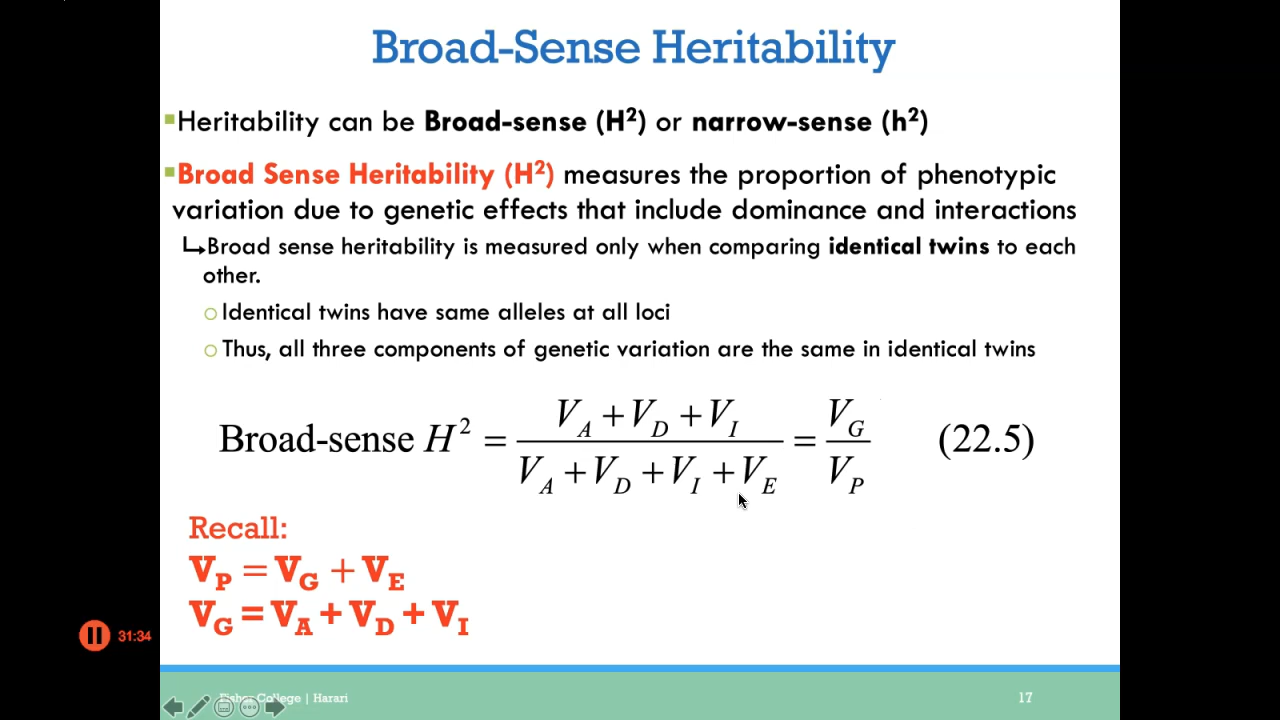 Broad-Sense Heritability
Heritability can be Broad-sense (H²) or narrow-sense (h²)
Broad Sense Heritability (H²) measures the proportion of phenotypic
variation due to genetic effects that include dominance and interactions
Broad sense heritability is measured only when comparing identical twins to each
other.
Identical twins have same alleles at all loci
Thus, all three components of genetic variation are the same in identical twins
Broad-sense H² = (V_A + V_D + V_I) / (V_A + V_D + V_I + V_E) = V_G / V_P (22.5)
Recall:
V_P = V_G + V_E
V_G = V_A + V_D + V_I
31:34
Fisher College | Harari
17